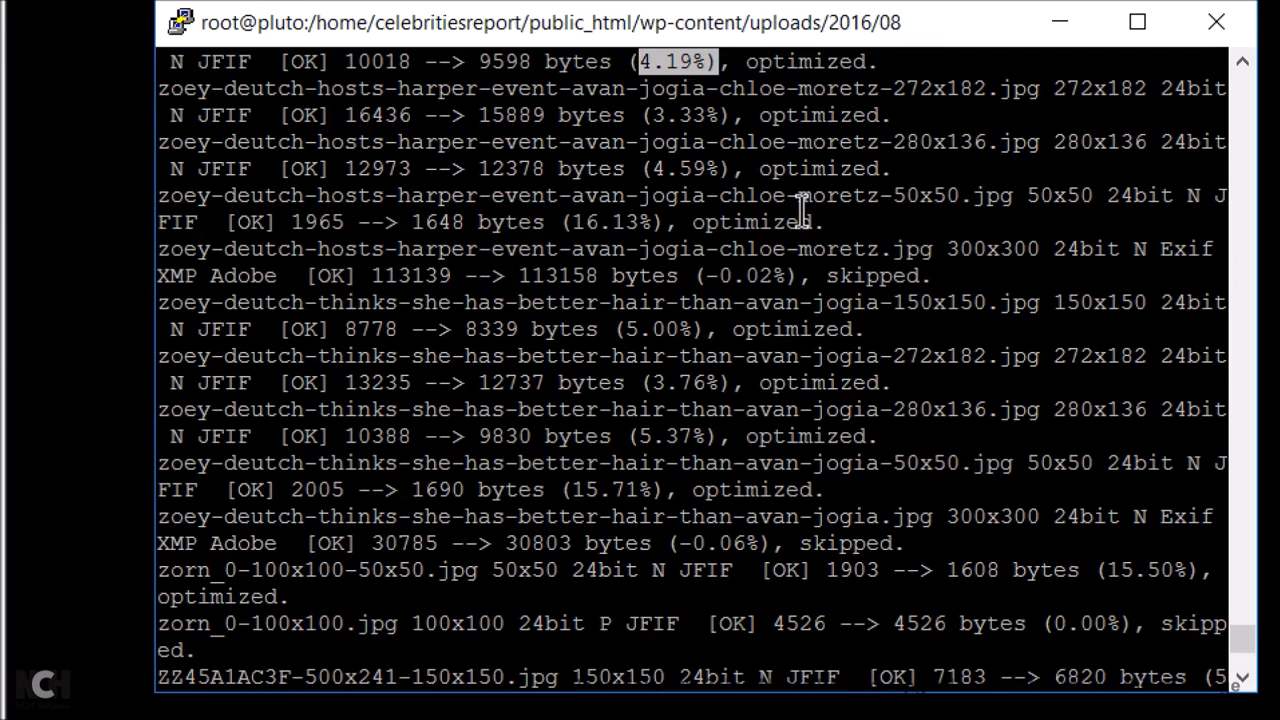 root@pluto:/home/celebritiesreport/public_html/wp-content/uploads/2016/08
N JFIF [OK] 10018 --> 9598 bytes (4.19%), optimized.
zoey-deutch-hosts-harper-event-avan-jogia-chloe-moretz-272x182.jpg 272x182 24bit
N JFIF [OK] 16436 --> 15889 bytes (3.33%), optimized.
zoey-deutch-hosts-harper-event-avan-jogia-chloe-moretz-280x136.jpg 280x136 24bit
N JFIF [OK] 12973 --> 12378 bytes (4.59%), optimized.
zoey-deutch-hosts-harper-event-avan-jogia-chloe-moretz-50x50.jpg 50x50 24bit N J
FIF [OK] 1965 --> 1648 bytes (16.13%), optimized.
zoey-deutch-hosts-harper-event-avan-jogia-chloe-moretz.jpg 300x300 24bit N Exif
XMP Adobe [OK] 113139 --> 113158 bytes (-0.02%), skipped.
zoey-deutch-thinks-she-has-better-hair-than-avan-jogia-150x150.jpg 150x150 24bit
N JFIF [OK] 8778 --> 8339 bytes (5.00%), optimized.
zoey-deutch-thinks-she-has-better-hair-than-avan-jogia-272x182.jpg 272x182 24bit
N JFIF [OK] 13235 --> 12737 bytes (3.76%), optimized.
zoey-deutch-thinks-she-has-better-hair-than-avan-jogia-280x136.jpg 280x136 24bit
N JFIF [OK] 10388 --> 9830 bytes (5.37%), optimized.
zoey-deutch-thinks-she-has-better-hair-than-avan-jogia-50x50.jpg 50x50 24bit N J
FIF [OK] 2005 --> 1690 bytes (15.71%), optimized.
zoey-deutch-thinks-she-has-better-hair-than-avan-jogia.jpg 300x300 24bit N Exif
XMP Adobe [OK] 30785 --> 30803 bytes (-0.06%), skipped.
zorn_0-100x100-50x50.jpg 50x50 24bit N JFIF [OK] 1903 --> 1608 bytes (15.50%),
optimized.
zorn_0-100x100.jpg 100x100 24bit P JFIF [OK] 4526 --> 4526 bytes (0.00%), skipp
ed.
ZZ45A1AC3F-500x241-150x150.jpg 150x150 24bit N JFIF [OK] 7183 --> 6820 bytes (5
NCH